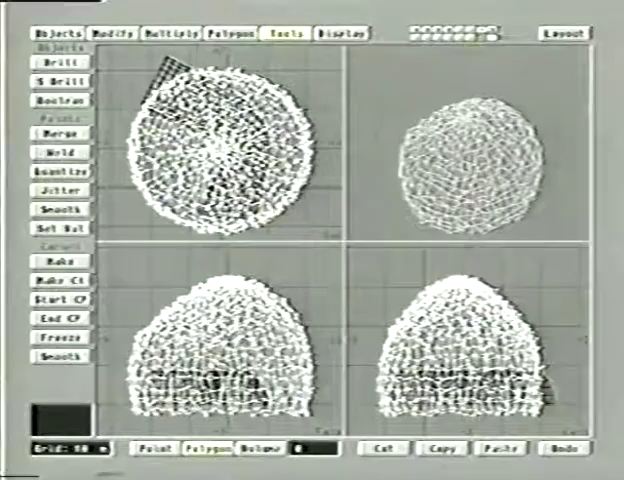 Objects Modify Multiply Polygon Tools Display Layout
Objects
Drill
S Drill
Boolean
Points
Merge
Weld
Quantize
Jitter
Smooth
Set Val
Curves
Make
Make Cl
Start CP
End CP
Freeze
Smooth
Point Polygon Volume 0 Cut Copy Paste Undo